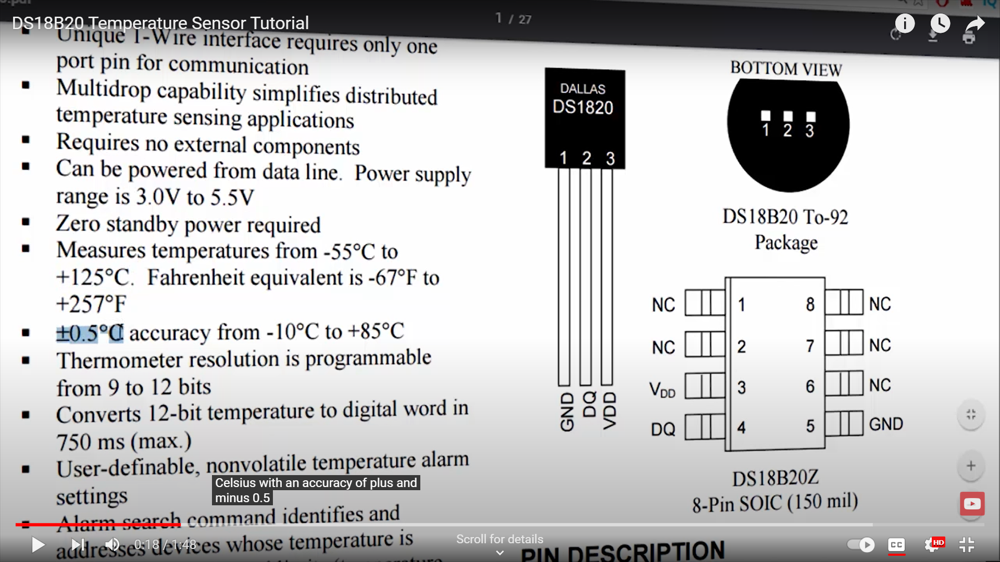 DS18B20 Temperature Sensor Tutorial
1 / 27
Unique 1-Wire interface requires only one
port pin for communication
Multidrop capability simplifies distributed
temperature sensing applications
Requires no external components
Can be powered from data line. Power supply
range is 3.0V to 5.5V
Zero standby power required
Measures temperatures from -55°C to
+125°C. Fahrenheit equivalent is -67°F to
+257°F
±0.5°C accuracy from -10°C to +85°C
Thermometer resolution is programmable
from 9 to 12 bits
Converts 12-bit temperature to digital word in
750 ms (max.)
User-definable, nonvolatile temperature alarm
settings
Alarm search command identifies and
addresses devices whose temperature is
DALLAS
DS1820
1 2 3
GND DQ VDD
BOTTOM VIEW
1 2 3
DS18B20 To-92
Package
NC 1 8 NC
NC 2 7 NC
VDD 3 6 NC
DQ 4 5 GND
DS18B20Z
8-Pin SOIC (150 mil)
PIN DESCRIPTION
Celsius with an accuracy of plus and
minus 0.5
0:18 / 1:48
Scroll for details
CC
HD